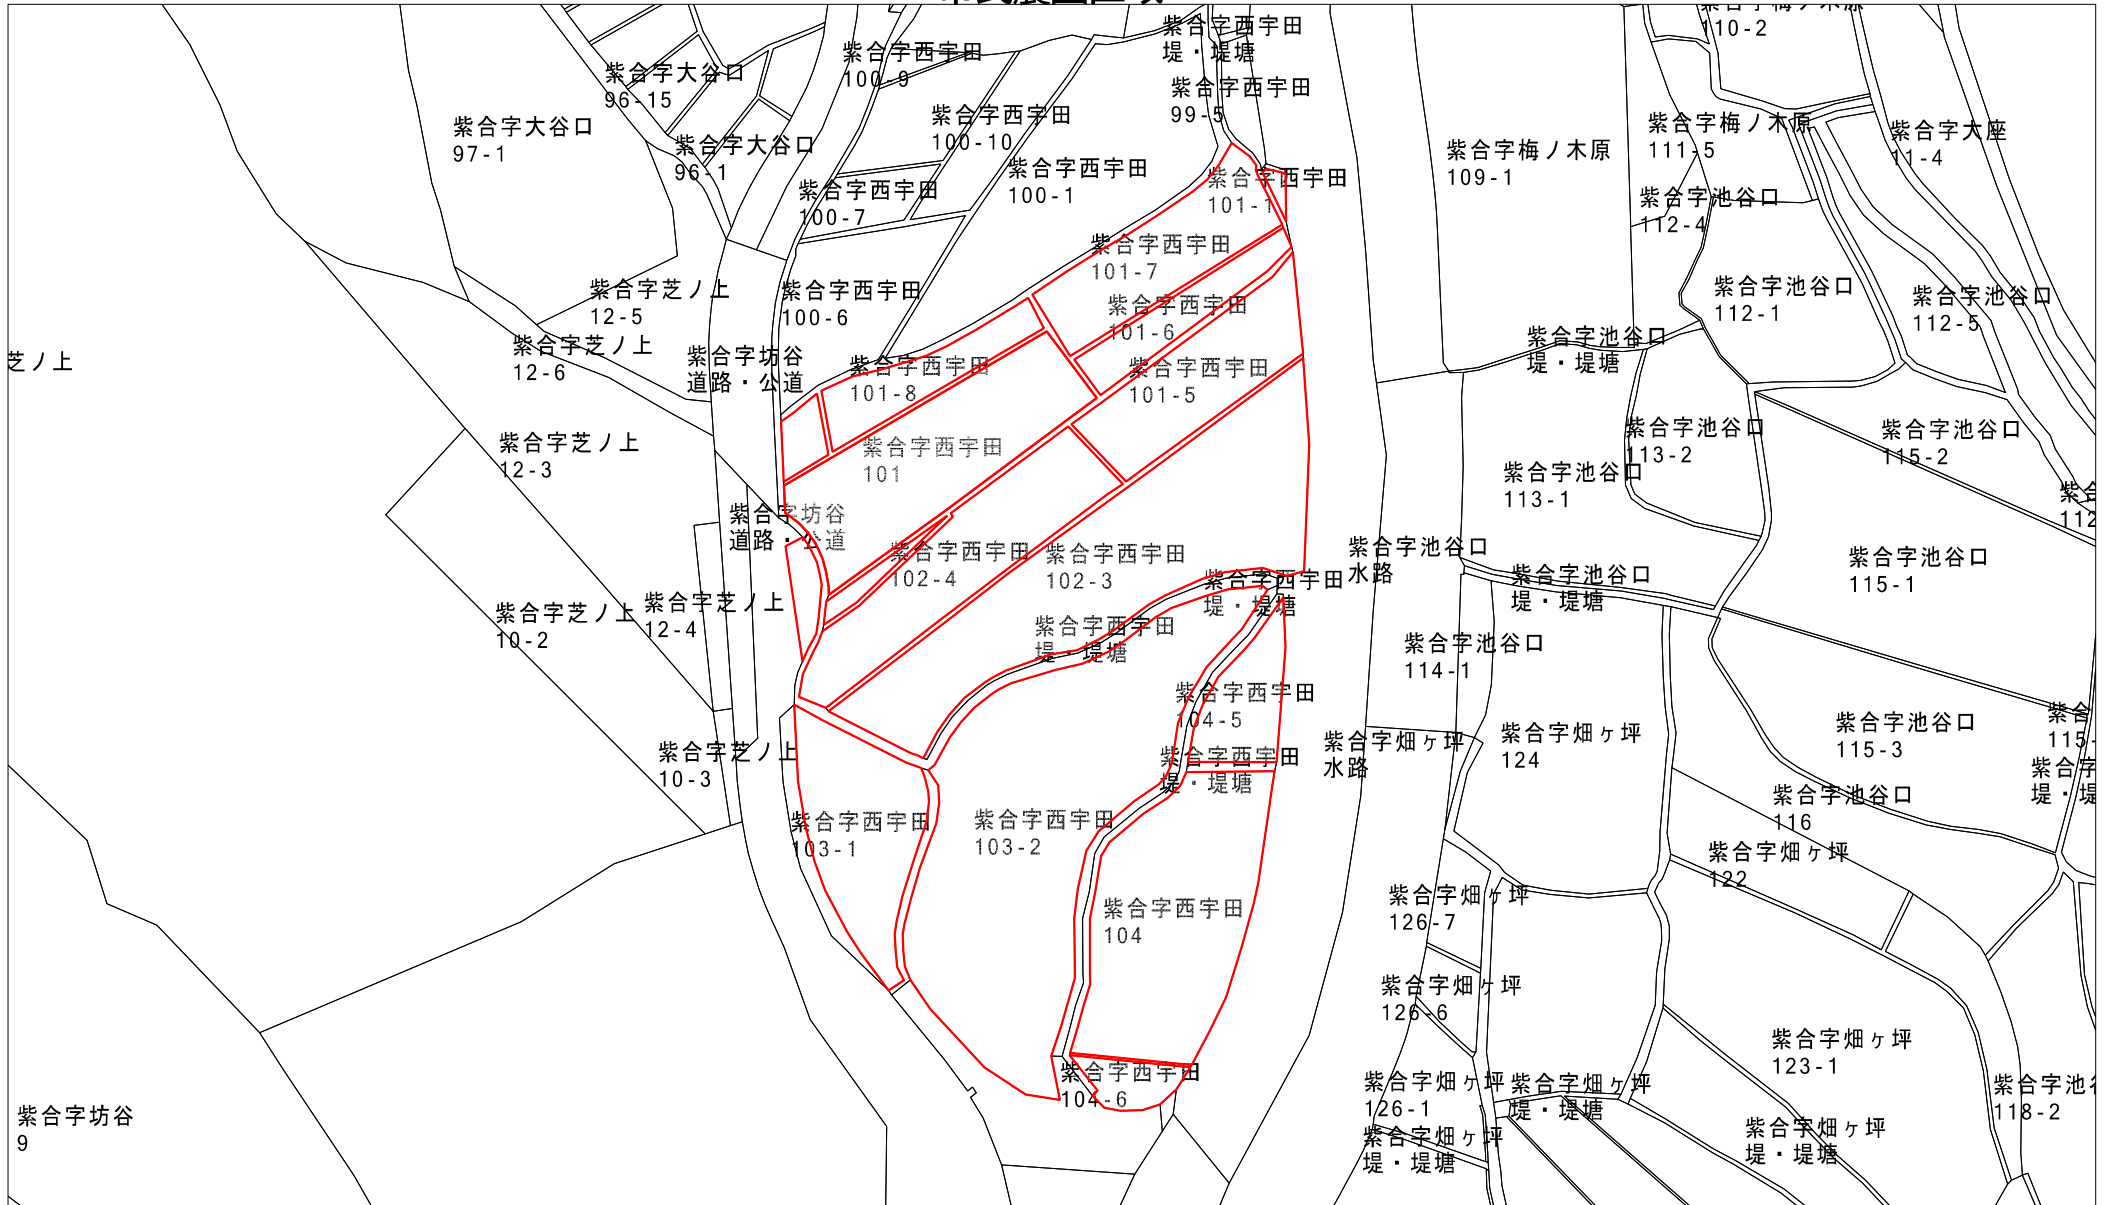 紫合字西宇田
堤・堤塘
110-2
紫合字西宇田
100-9
紫合字大谷口
96-15
紫合字西宇田
99-5
紫合字西宇田
100-10
紫合字大谷口
97-1
紫合字大谷口
96-1
紫合字梅ノ木原
111-5
紫合字大座
11-4
紫合字梅ノ木原
109-1
紫合字西宇田
100-1
紫合字西宇田
101-1
紫合字西宇田
100-7
紫合字池谷口
112-4
紫合字西宇田
101-7
紫合字芝ノ上
12-5
紫合字西宇田
100-6
紫合字西宇田
101-6
紫合字池谷口
112-1
紫合字池谷口
112-5
紫合字池谷口
堤・堤塘
紫合字芝ノ上
12-6
紫合字坊谷
道路・公道
芝ノ上
紫合字西宇田
101-8
紫合字西宇田
101-5
紫合字芝ノ上
12-3
紫合字西宇田
101
紫合字池谷口
113-2
紫合字池谷口
115-2
紫合字池谷口
113-1
紫合
112
紫合字坊谷
道路・公道
紫合字西宇田
102-4
紫合字西宇田
102-3
紫合字池谷口
水路
紫合字池谷口
115-1
紫合字西宇田
堤・堤塘
紫合字池谷口
堤・堤塘
紫合字芝ノ上
10-2
紫合字芝ノ上
12-4
紫合字西宇田
堤・堤塘
紫合字池谷口
114-1
紫合字西宇田
104-5
紫合
115-
紫合字池谷口
115-3
紫合字畑ヶ坪
124
紫合字畑ヶ坪
水路
紫合字芝ノ上
10-3
紫合字西宇田
堤・堤塘
紫合字
堤・堤
紫合字池谷口
116
紫合字西宇田
103-1
紫合字西宇田
103-2
紫合字畑ヶ坪
122
紫合字畑ヶ坪
126-7
紫合字西宇田
104
紫合字畑ヶ坪
126-6
紫合字畑ヶ坪
123-1
紫合字西宇田
104-6
紫合字畑ヶ坪
126-1
紫合字畑ヶ坪
堤・堤塘
紫合字池谷
118-2
紫合字坊谷
9
紫合字畑ヶ坪
堤・堤塘
紫合字畑ヶ坪
堤・堤塘